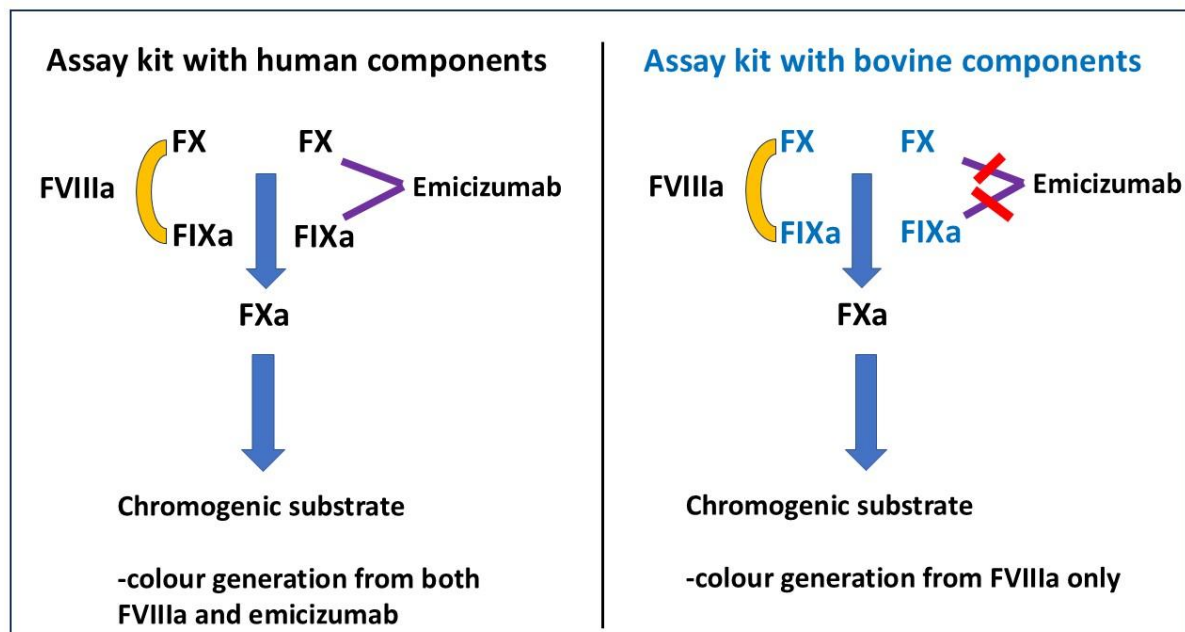 Assay kit with human components
FX
FX
FVIIIa
Emicizumab
FIXa
FIXa
FXa
Chromogenic substrate
-colour generation from both
FVIIIa and emicizumab
Assay kit with bovine components
FX
FX
FVIIIa
Emicizumab
FIXa
FIXa
FXa
Chromogenic substrate
-colour generation from FVIIIa only